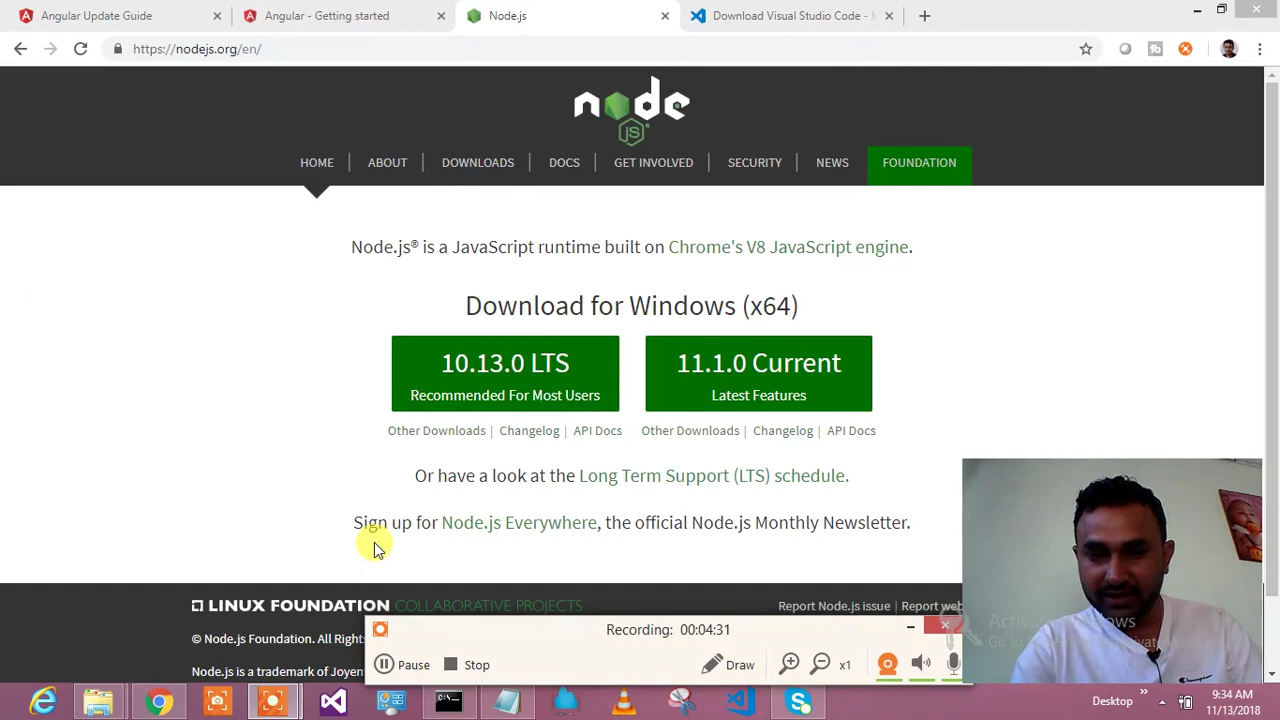 Angular Update Guide
Angular - Getting started
Node.js
Download Visual Studio Code -
https://nodejs.org/en/
node
JS
HOME
ABOUT
DOWNLOADS
DOCS
GET INVOLVED
SECURITY
NEWS
FOUNDATION
Node.js® is a JavaScript runtime built on Chrome's V8 JavaScript engine.
Download for Windows (x64)
10.13.0 LTS
Recommended For Most Users
11.1.0 Current
Latest Features
Other Downloads | Changelog | API Docs
Other Downloads | Changelog | API Docs
Or have a look at the Long Term Support (LTS) schedule.
Sign up for Node.js Everywhere, the official Node.js Monthly Newsletter.
LINUX FOUNDATION COLLABORATIVE PROJECTS
Report Node.js issue | Report web
© Node.js Foundation. All Right
Node.js is a trademark of Joyen
Recording: 00:04:31
Pause
Stop
Draw
x1
Activate Windows
Go to
Desktop
9:34 AM
11/13/2018